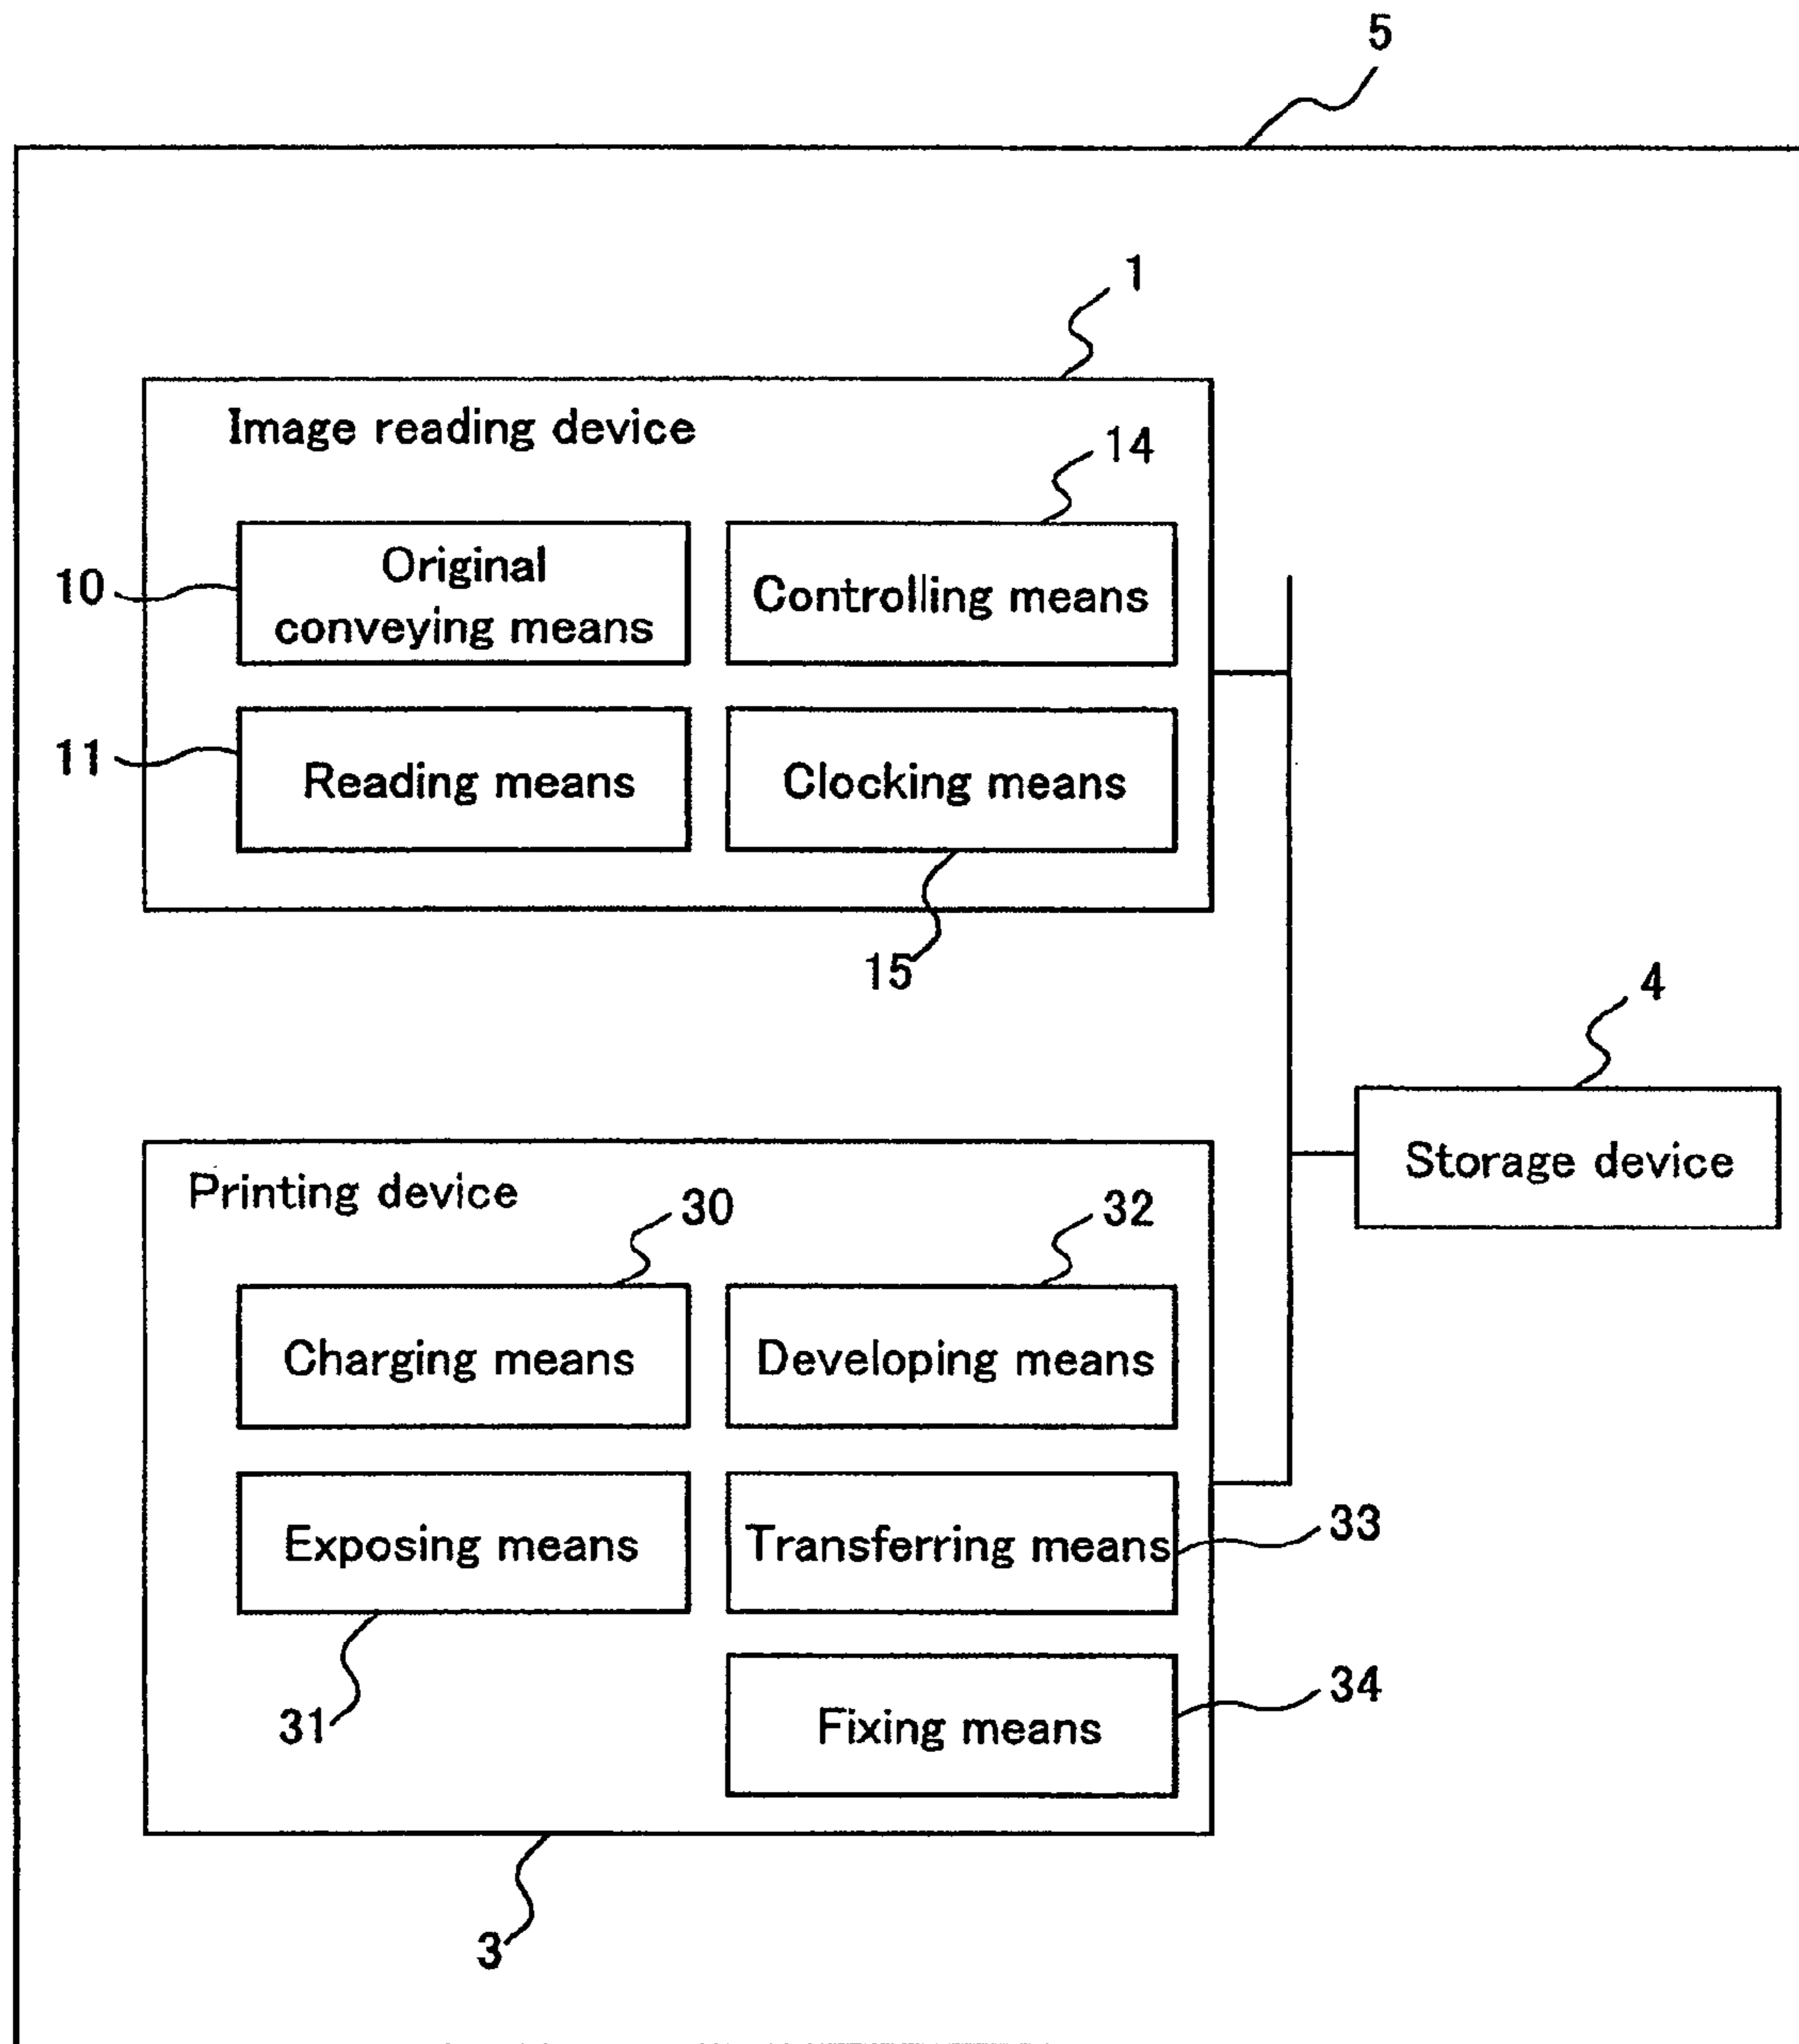 5
1
Image reading device
14
10
Original
conveying means
Controlling means
11
Reading means
Clocking means
15
4
Storage device
Printing device
30
32
Charging means
Developing means
Exposing means
Transferring means
33
31
Fixing means
34
3